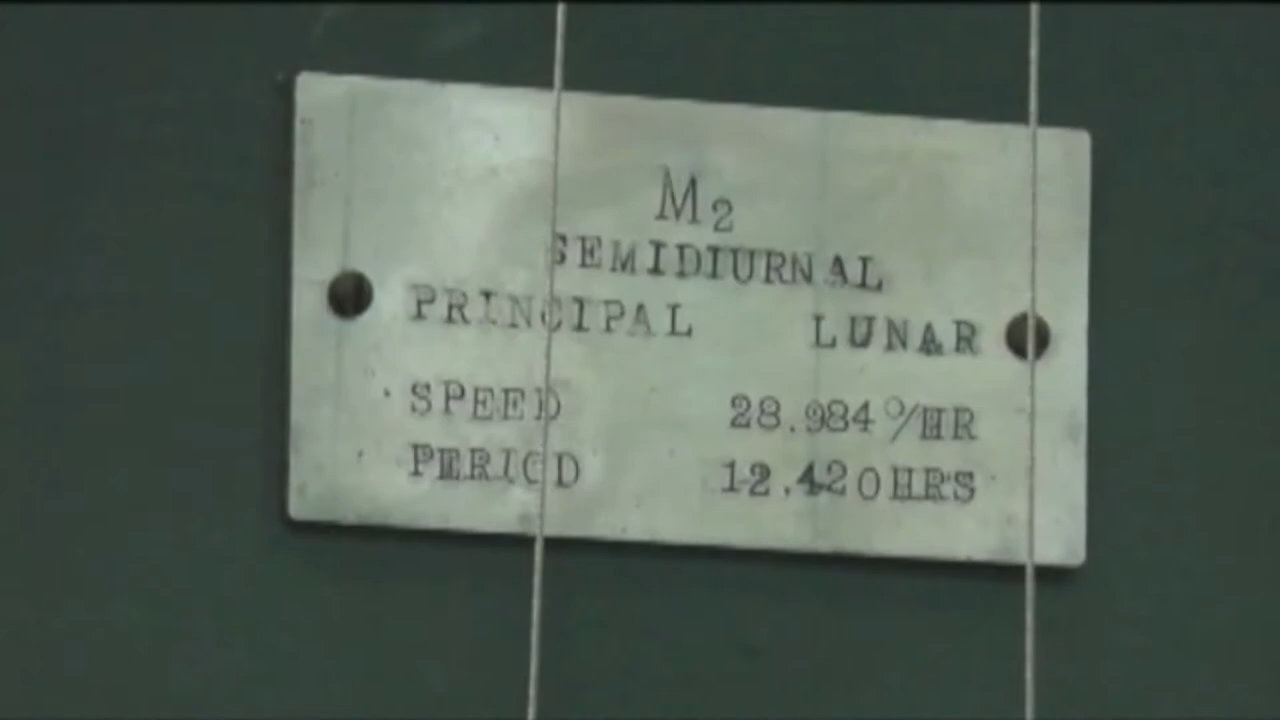 M2
SEMIDIURNAL
PRINCIPAL LUNAR
SPEED 28.984°/HR
PERIOD 12.420HRS